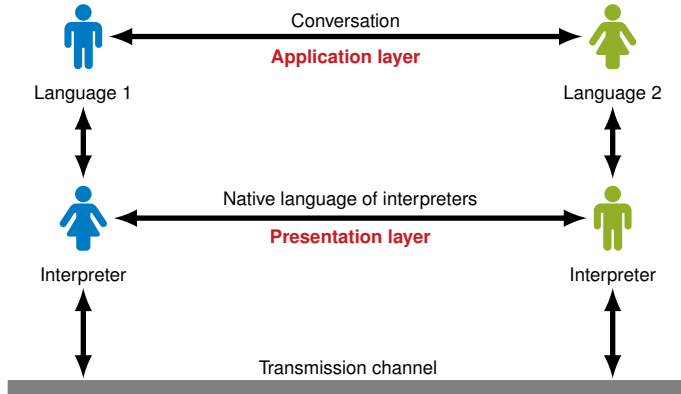 Conversation
Application layer
Language 1
Language 2
Native language of interpreters
Presentation layer
Interpreter
Interpreter
Transmission channel